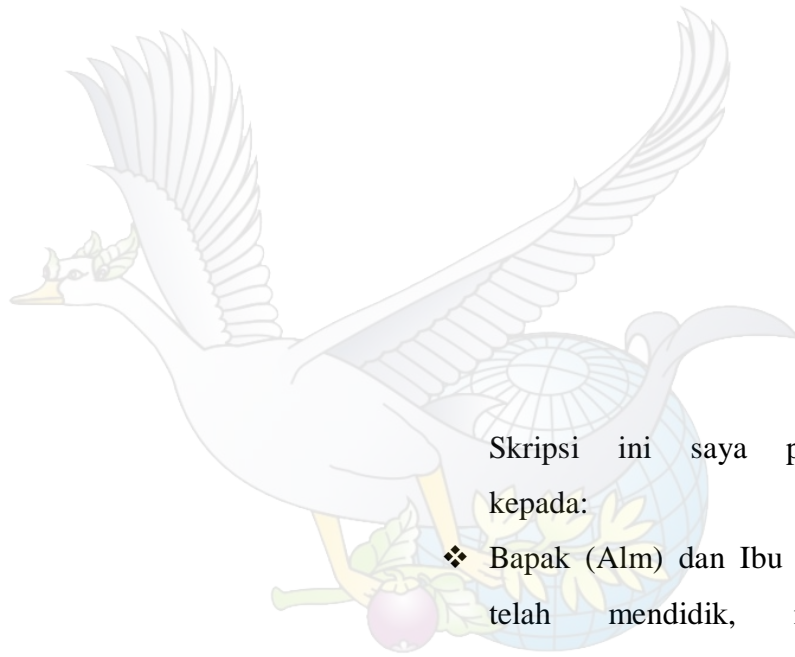 Skripsi ini saya
kepada:
❖ Bapak (Alm) dan Ibu
telah mendidik,